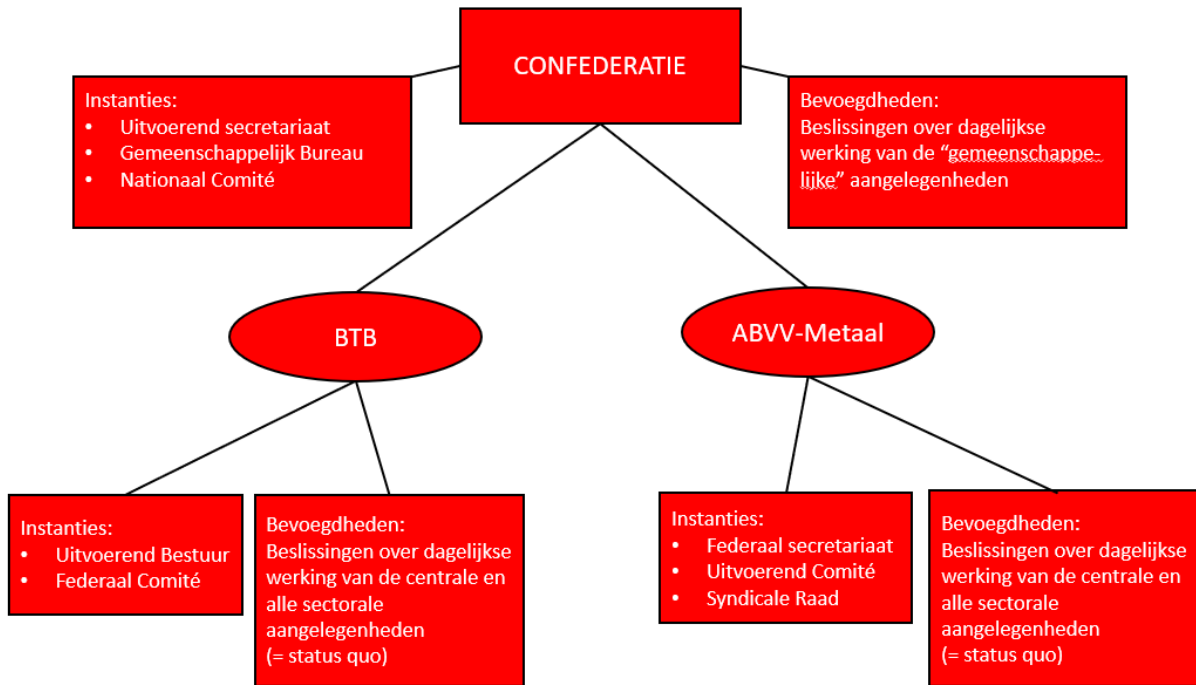 CONFEDERATIE
Instanties:
• Uitvoerend secretariaat
• Gemeenschappelijk Bureau
• Nationaal Comité
Bevoegdheden:
Beslissingen over dagelijkse
werking van de “gemeenschappe-
lijke” aangelegenheden
BTB
ABVV-Metaal
Instanties:
• Uitvoerend Bestuur
• Federaal Comité
Bevoegdheden:
Beslissingen over dagelijkse
werking van de centrale en
alle sectorale
aangelegenheden
(= status quo)
Instanties:
• Federaal secretariaat
• Uitvoerend Comité
• Syndicale Raad
Bevoegdheden:
Beslissingen over dagelijkse
werking van de centrale en
alle sectorale
aangelegenheden
(= status quo)